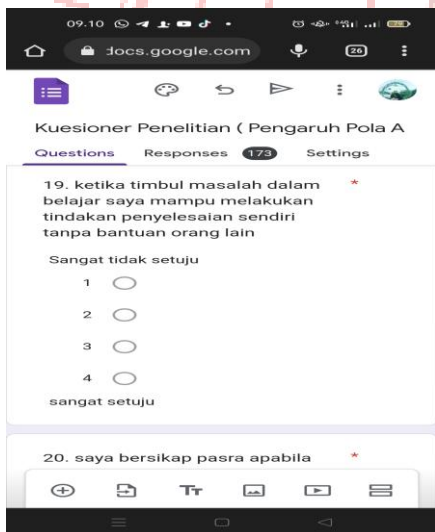 09.10
docs.google.com
26
Kuesioner Penelitian ( Pengaruh Pola A
Questions Responses 173 Settings
19. ketika timbul masalah dalam *
belajar saya mampu melakukan
tindakan penyelesaian sendiri
tanpa bantuan orang lain
Sangat tidak setuju
1
2
3
4
sangat setuju
20. saya bersikap pasra apabila *
Tт